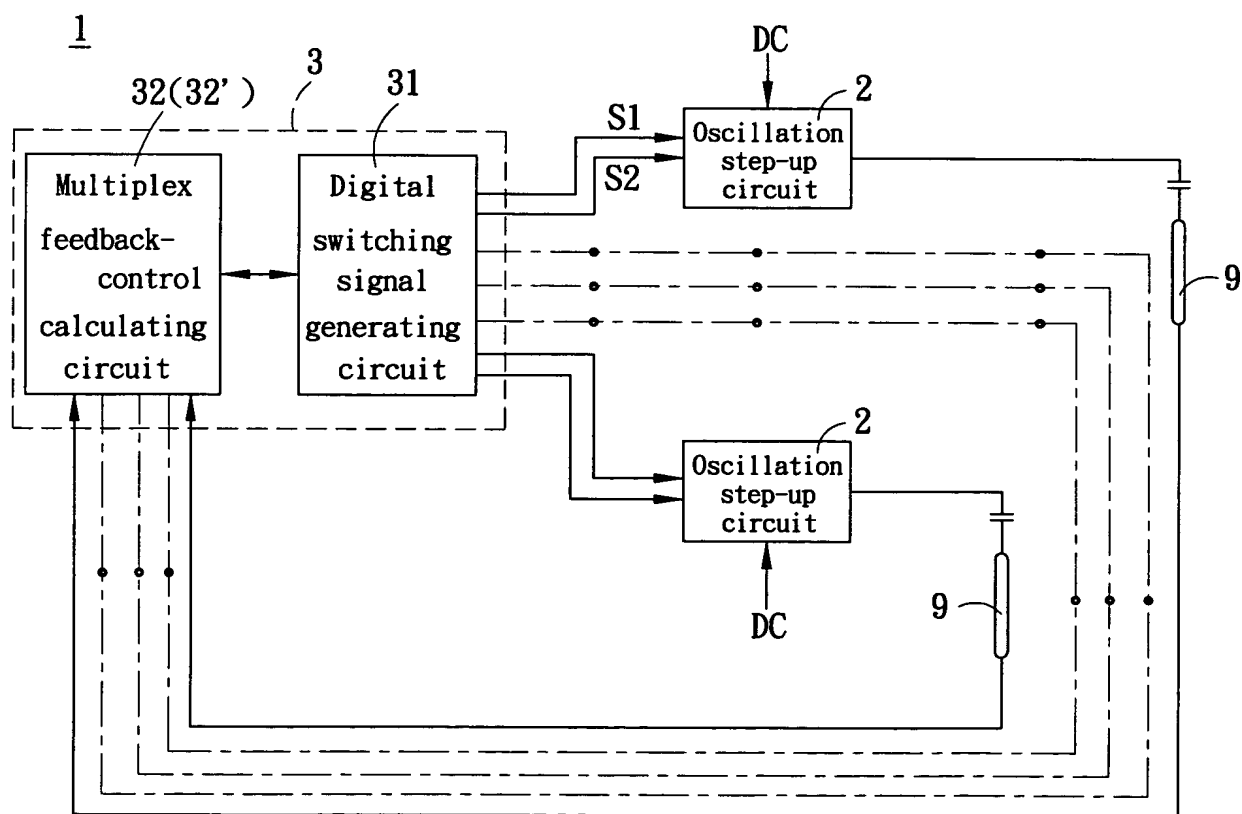 1
32(32')
3
31
Multiplex
feedback-
control
calculating
circuit
Digital
switching
signal
generating
circuit
S1
S2
DC
2
Oscillation
step-up
circuit
9
2
Oscillation
step-up
circuit
DC
9